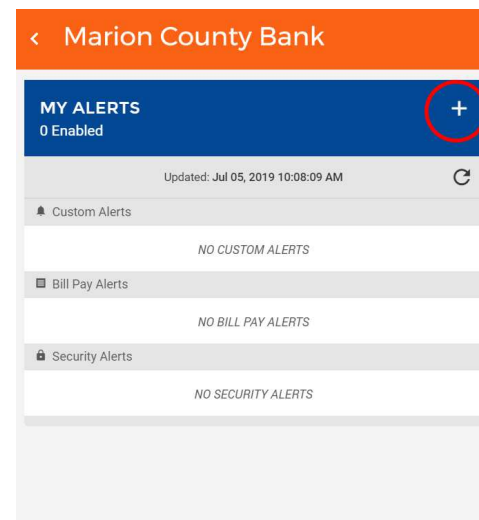 Marion County Bank
MY ALERTS
0 Enabled
Updated: Jul 05, 2019 10:08:09 AM
Custom Alerts
NO CUSTOM ALERTS
Bill Pay Alerts
NO BILL PAY ALERTS
Security Alerts
NO SECURITY ALERTS